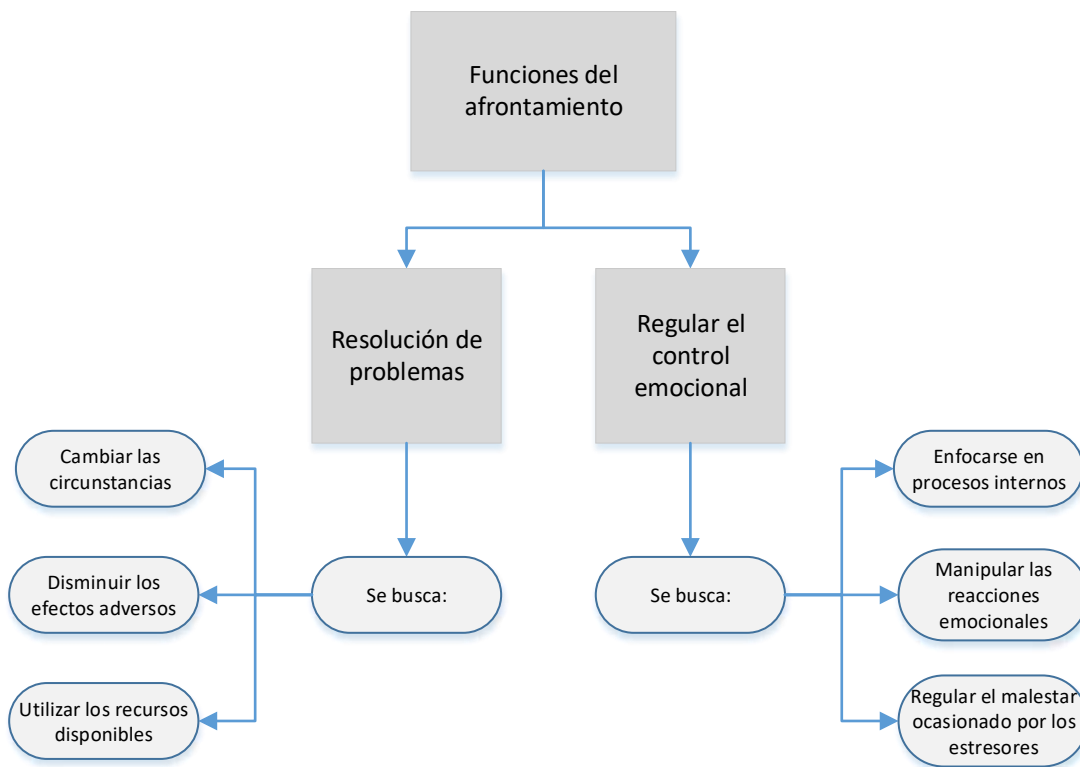 Funciones del
afrontamiento
Resolución de
problemas
Regular el
control
emocional
Cambiar las
circunstancias
Disminuir los
efectos adversos
Utilizar los recursos
disponibles
Se busca:
Se busca:
Enfocarse en
procesos internos
Manipular las
reacciones
emocionales
Regular el malestar
ocasionado por los
estresores